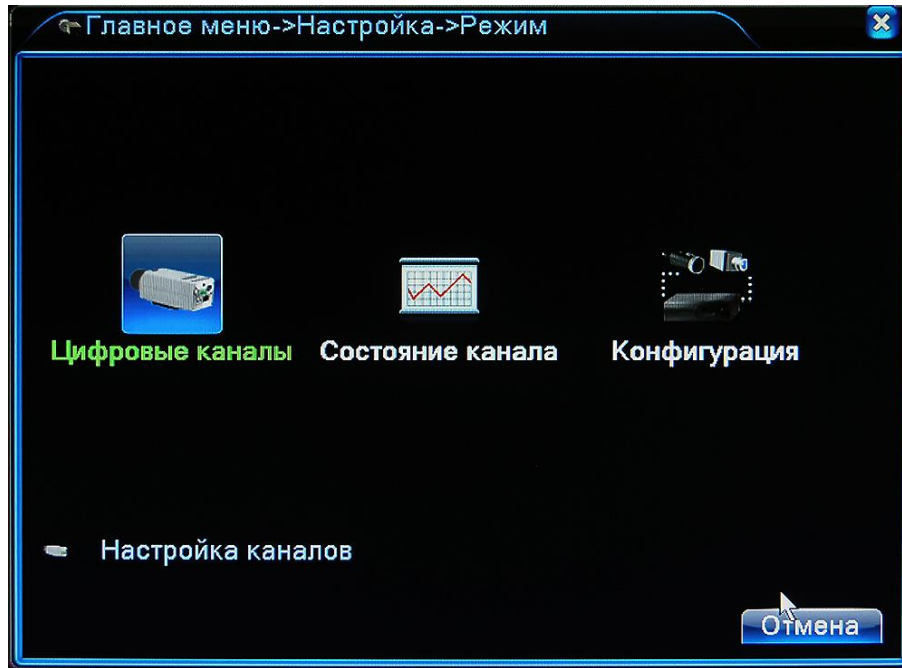 Главное меню->Настройка->Режим
Цифровые каналы Состояние канала Конфигурация
Настройка каналов
Отмена